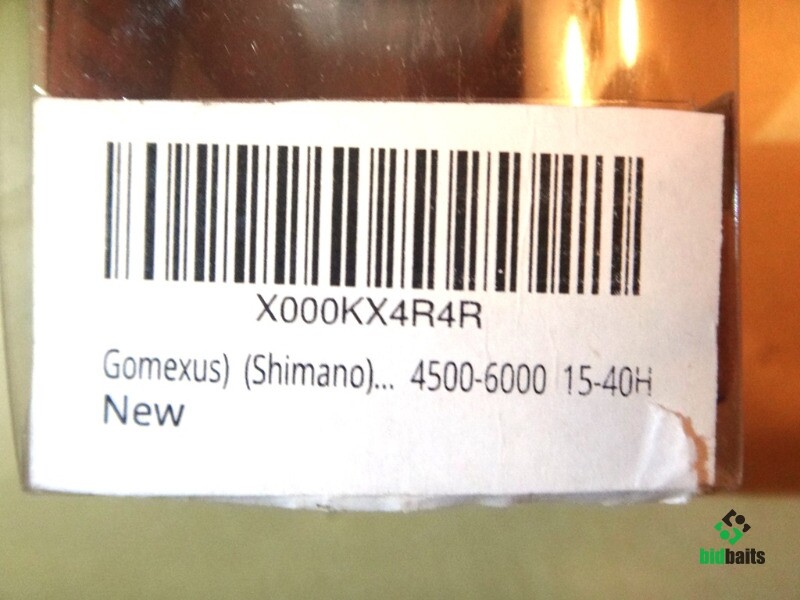 X000KX4R4R
Gomexus) (Shimano)... 4500-6000 15-40H
New
bidbaits